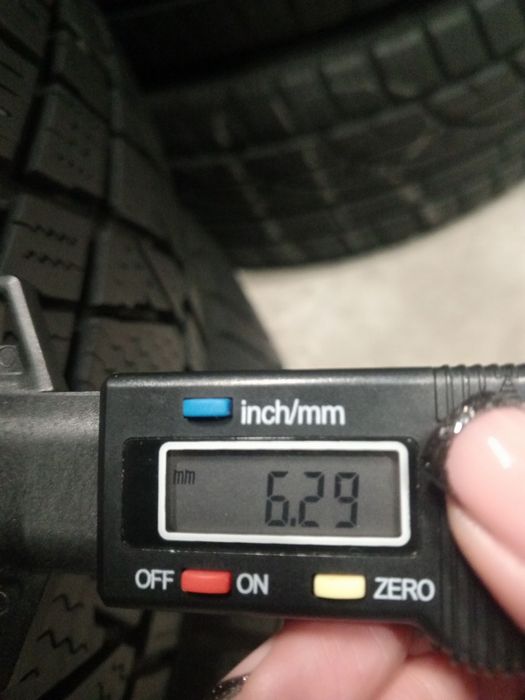 inch/mm
mm 6.29
OFF ON ZERO